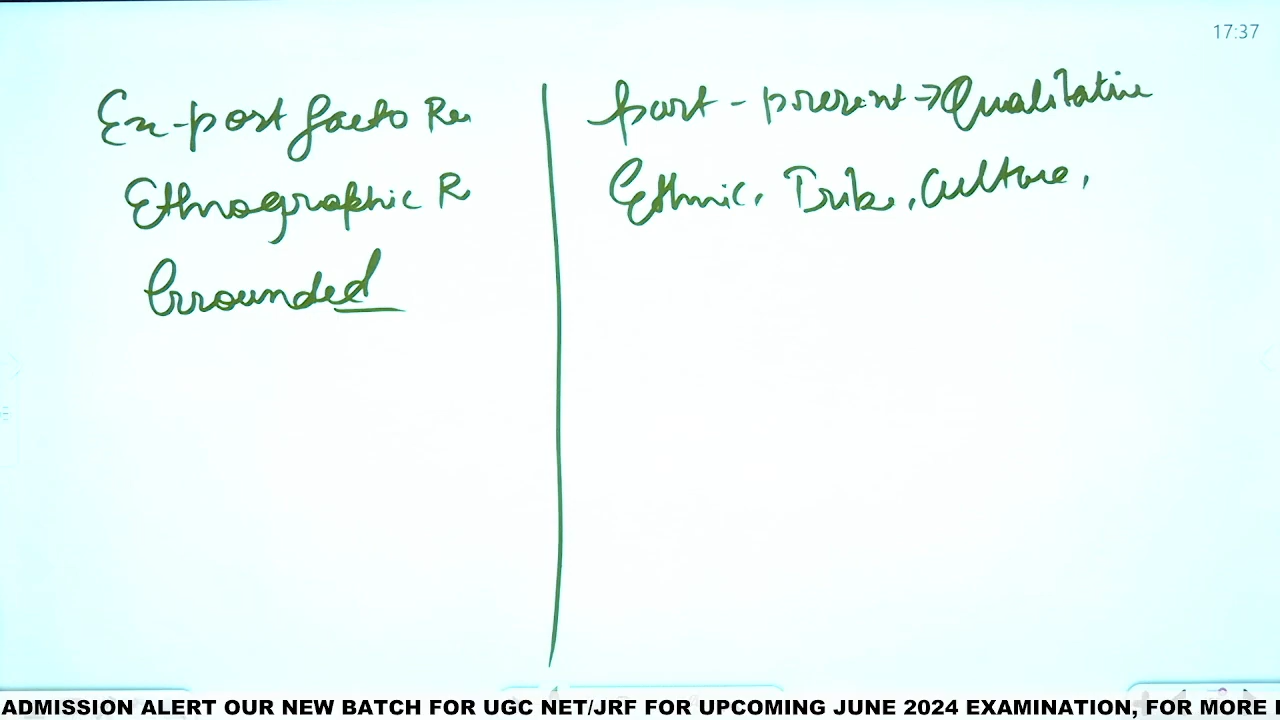 17:37
Ex-post facto Res
past - present → Qualitative
Ethnographic R
Ethnic, Tribe, Culture,
Grounded
ADMISSION ALERT OUR NEW BATCH FOR UGC NET/JRF FOR UPCOMING JUNE 2024 EXAMINATION, FOR MORE